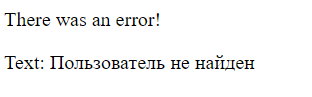 There was an error!
Text: Пользователь не найден